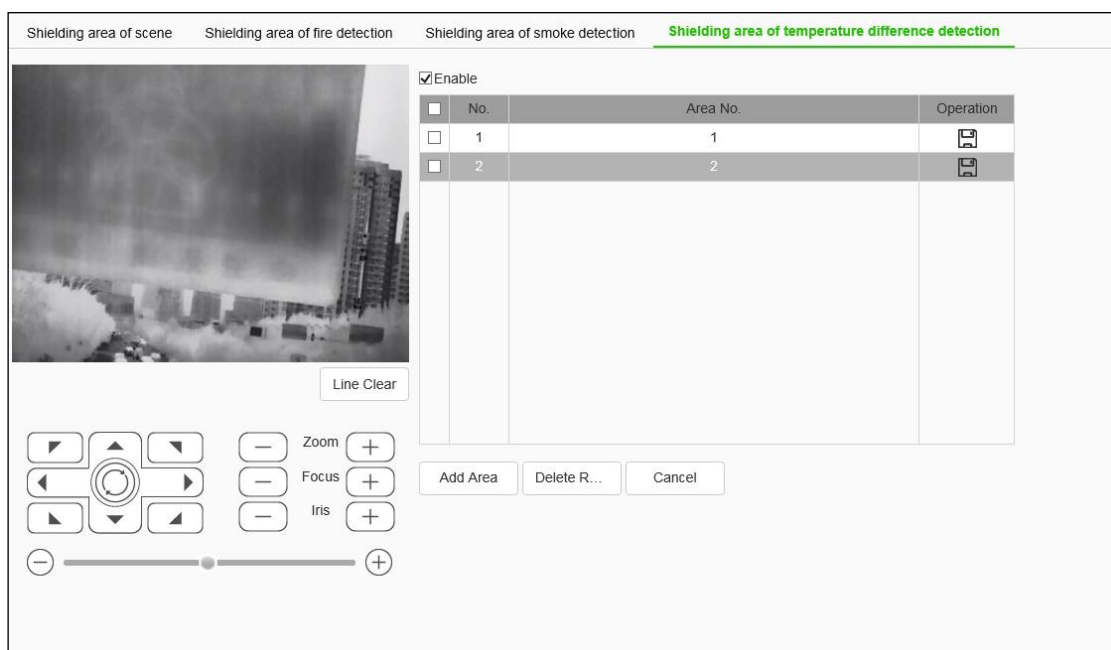 Shielding area of scene Shielding area of fire detection Shielding area of smoke detection Shielding area of temperature difference detection
Enable
No. Area No. Operation
1 1
2 2
Line Clear
Zoom
Focus
Iris
Add Area Delete R... Cancel